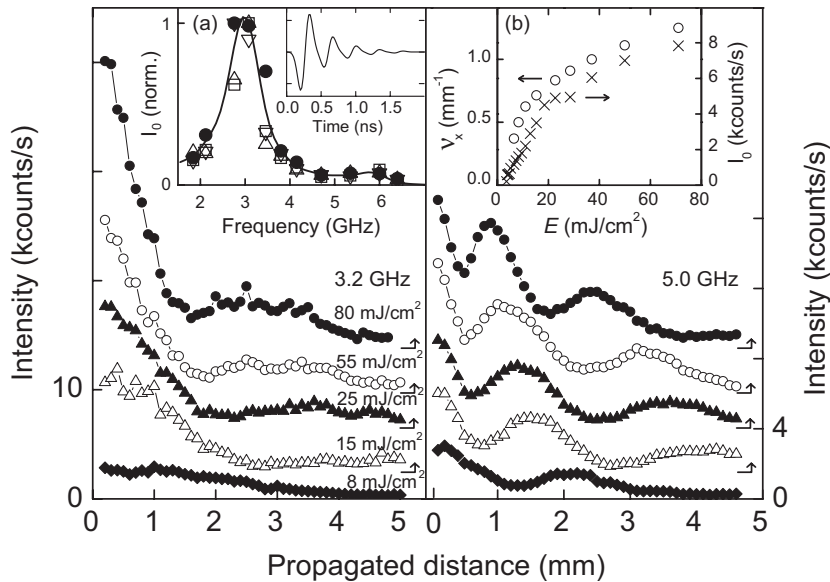 (a)
1
I₀ (norm.)
0
0.0 0.5 1.0 1.5
Time (ns)
2 3 4 5 6
Frequency (GHz)
(b)
1.0
0.5
0.0
νₓ (mm⁻¹)
8
6
4
2
0
I₀ (kcounts/s)
0 20 40 60 80
E (mJ/cm²)
Intensity (kcounts/s)
10
0
3.2 GHz
80 mJ/cm²
55 mJ/cm²
25 mJ/cm²
15 mJ/cm²
8 mJ/cm²
5.0 GHz
Intensity (kcounts/s)
4
0
0 1 2 3 4 5
0 1 2 3 4 5
Propagated distance (mm)